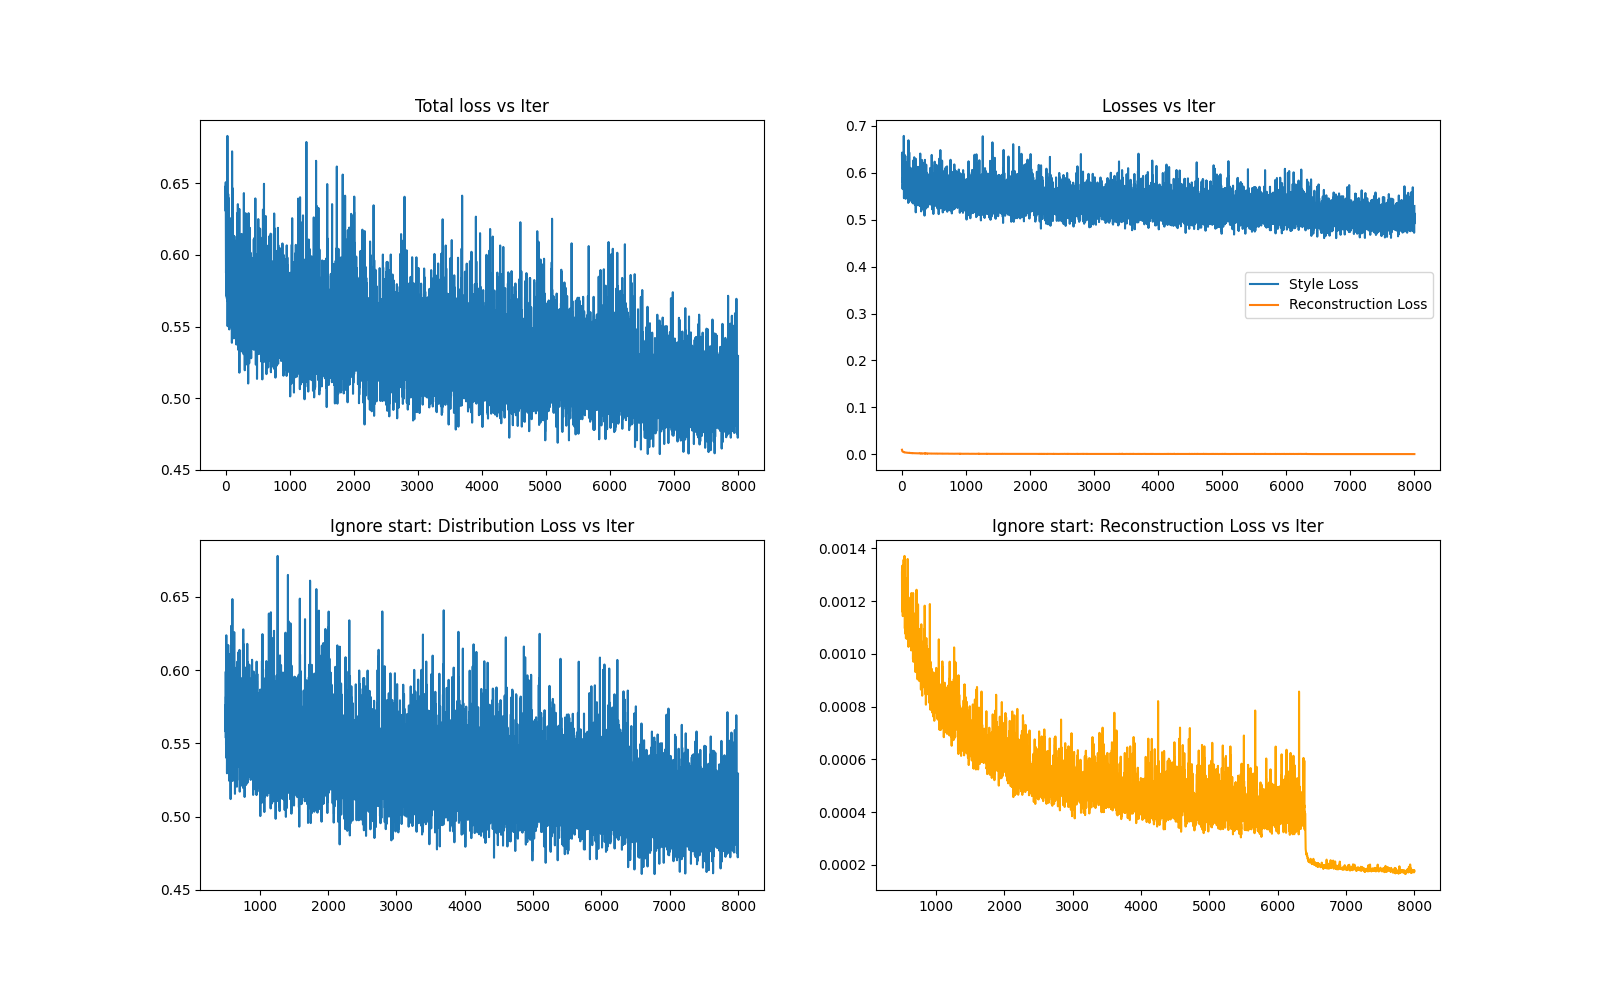 Total loss vs Iter
0.65
0.60
0.55
0.50
0.45
0 1000 2000 3000 4000 5000 6000 7000 8000
Losses vs Iter
0.7
0.6
0.5
0.4
0.3
0.2
0.1
0.0
Style Loss
Reconstruction Loss
0 1000 2000 3000 4000 5000 6000 7000 8000
Ignore start: Distribution Loss vs Iter
0.65
0.60
0.55
0.50
0.45
1000 2000 3000 4000 5000 6000 7000 8000
Ignore start: Reconstruction Loss vs Iter
0.0014
0.0012
0.0010
0.0008
0.0006
0.0004
0.0002
1000 2000 3000 4000 5000 6000 7000 8000